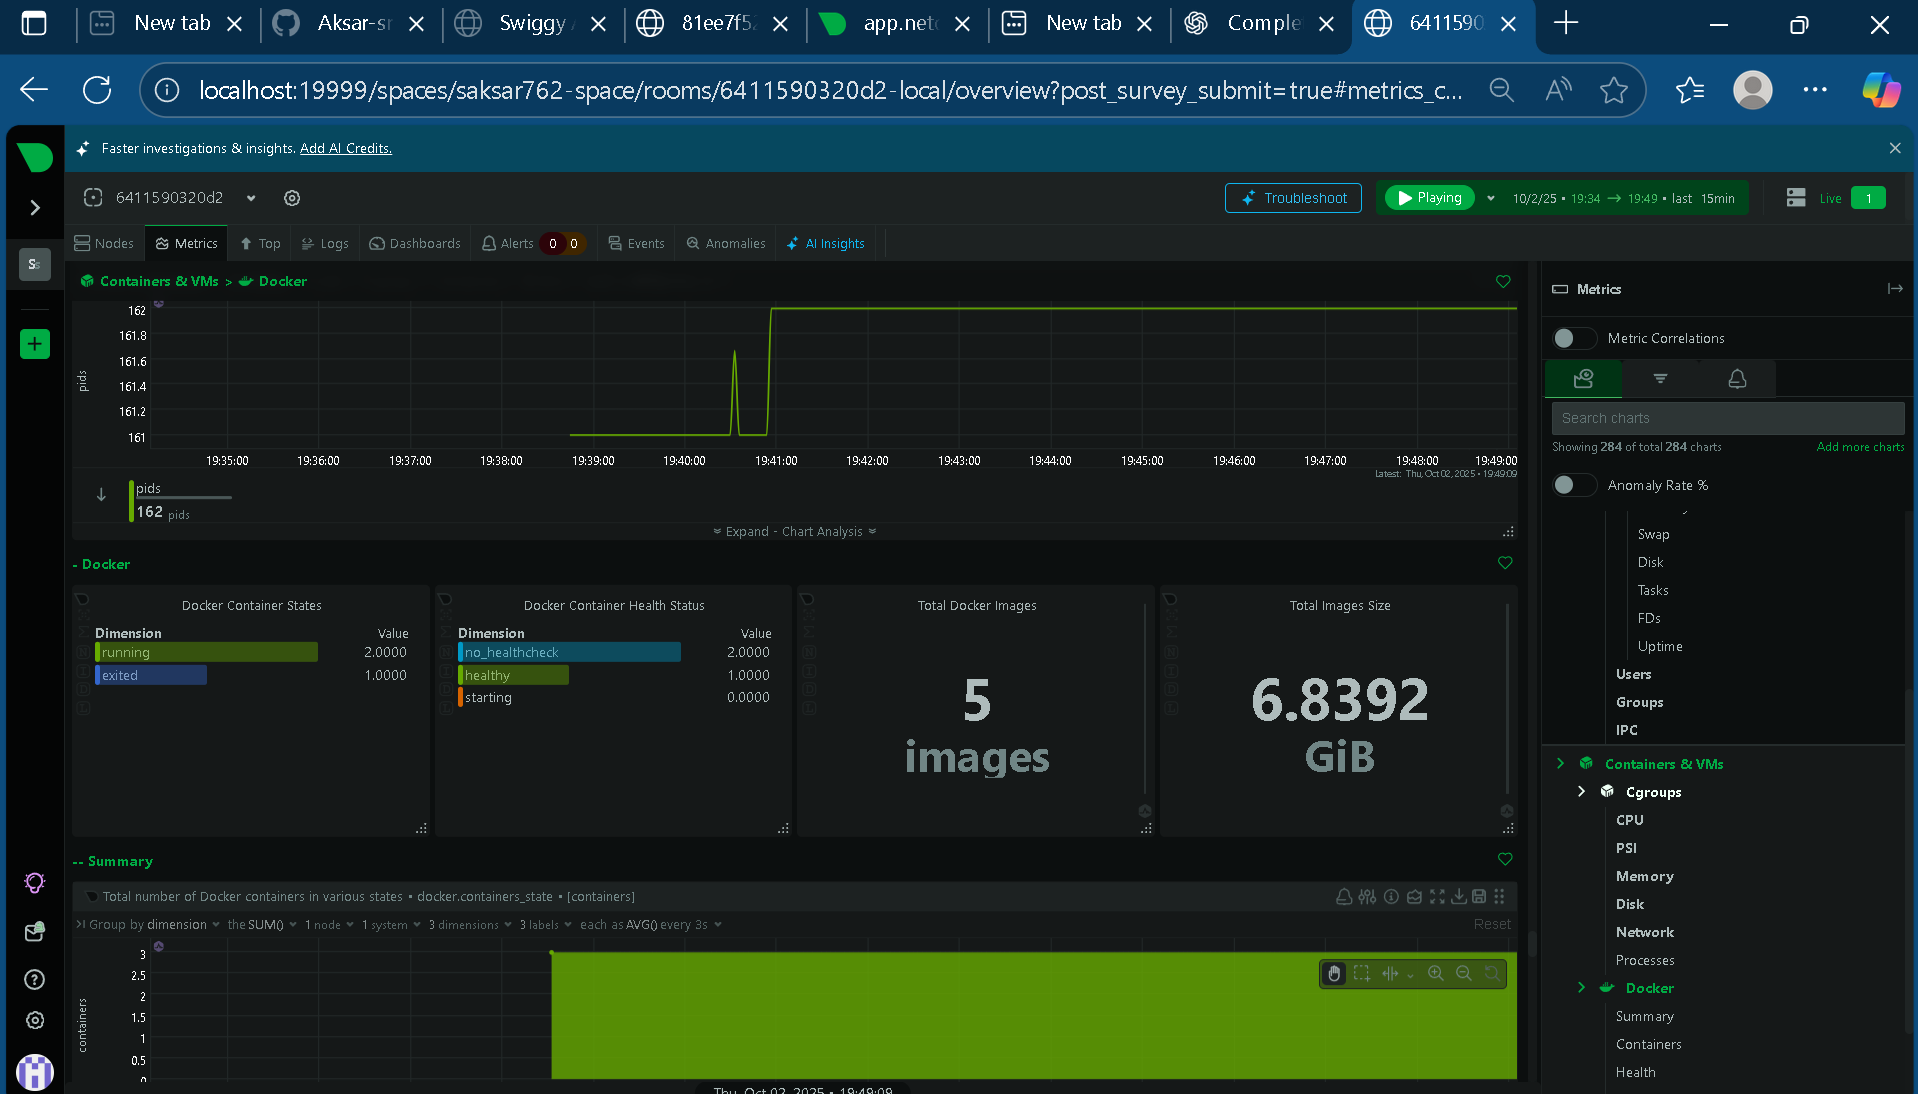 New tab
Aksar-sr
Swiggy
81ee7f5
app.netd
New tab
Comple
6411590
localhost:19999/spaces/saksar762-space/rooms/6411590320d2-local/overview?post_survey_submit=true#metrics_c...
Faster investigations & insights. Add AI Credits.
6411590320d2
Troubleshoot
Playing
10/2/25 • 19:34 → 19:49 • last 15min
Live 1
Nodes
Metrics
Top
Logs
Dashboards
Alerts 0 0
Events
Anomalies
AI Insights
Ss
Containers & VMs > Docker
162
161.8
161.6
161.4
161.2
161
pids
19:35:00 19:36:00 19:37:00 19:38:00 19:39:00 19:40:00 19:41:00 19:42:00 19:43:00 19:44:00 19:45:00 19:46:00 19:47:00 19:48:00 19:49:00
Latest: Thu, Oct 02, 2025 • 19:49:09
pids
162 pids
Expand - Chart Analysis
- Docker
Docker Container States
Dimension Value
running 2.0000
exited 1.0000
Docker Container Health Status
Dimension Value
no_healthcheck 2.0000
healthy 1.0000
starting 0.0000
Total Docker Images
5
images
Total Images Size
6.8392
GiB
-- Summary
Total number of Docker containers in various states • docker.containers_state • [containers]
Group by dimension the SUM() 1 node 1 system 3 dimensions 3 labels each as AVG() every 3s
Reset
3
2.5
2
1.5
1
0.5
0
containers
Thu, Oct 02, 2025 • 19:49:09
Metrics
Metric Correlations
Search charts
Showing 284 of total 284 charts
Add more charts
Anomaly Rate %
Swap
Disk
Tasks
FDs
Uptime
Users
Groups
IPC
Containers & VMs
Cgroups
CPU
PSI
Memory
Disk
Network
Processes
Docker
Summary
Containers
Health